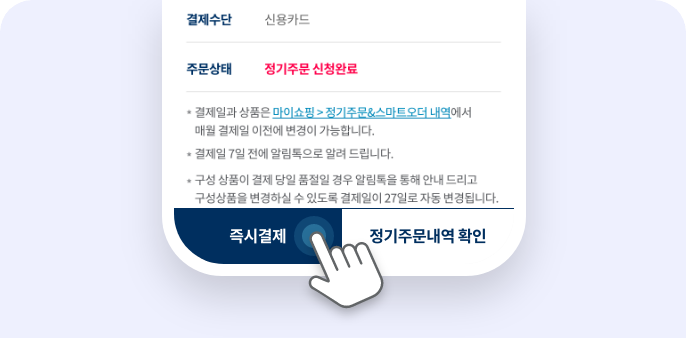 결제수단 신용카드
주문상태 정기주문 신청완료
* 결제일과 상품은 마이쇼핑 > 정기주문&스마트오더 내역에서
매월 결제일 이전에 변경이 가능합니다.
* 결제일 7일 전에 알림톡으로 알려 드립니다.
* 구성 상품이 결제 당일 품절일 경우 알림톡을 통해 안내 드리고
구성상품을 변경하실 수 있도록 결제일이 27일로 자동 변경됩니다.
즉시결제 정기주문내역 확인